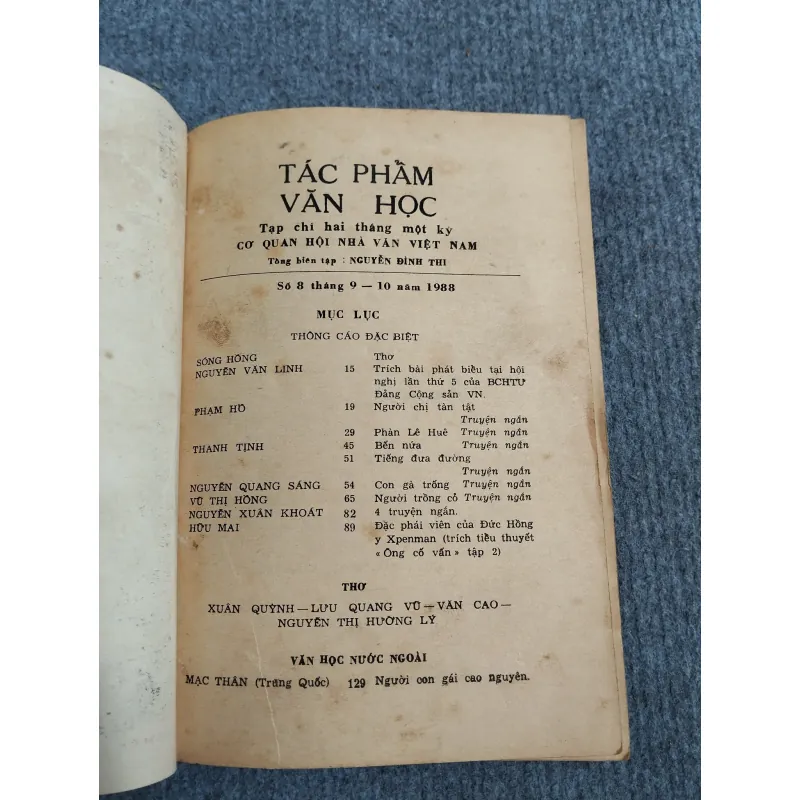 TÁC PHẨM
VĂN HỌC
Tạp chí hai tháng một kỳ
CƠ QUAN HỘI NHÀ VĂN VIỆT NAM
Tổng biên tập : NGUYỄN ĐÌNH THI
Số 8 tháng 9 — 10 năm 1988
MỤC LỤC
THÔNG CÁO ĐẶC BIỆT
SÓNG HỒNG Thơ
NGUYỄN VĂN LINH 15 Trích bài phát biểu tại hội
nghị lần thứ 5 của BCHTƯ
Đảng Cộng sản VN.
PHẠM HỔ 19 Người chị tàn tật
Truyện ngắn
29 Phàn Lê Huê Truyện ngắn
THANH TỊNH 45 Bến nứa Truyện ngắn
51 Tiếng đưa đường
Truyện ngắn
NGUYỄN QUANG SÁNG 54 Con gà trống Truyện ngắn
VŨ THỊ HỒNG 65 Người trồng cỏ Truyện ngắn
NGUYỄN XUÂN KHOÁT 82 4 truyện ngắn.
HỮU MAI 89 Đặc phái viên của Đức Hồng
y Xpenman (trích tiểu thuyết
« Ông cố vấn » tập 2)
THƠ
XUÂN QUỲNH — LƯU QUANG VŨ — VĂN CAO —
NGUYỄN THỊ HƯỜNG LÝ
VĂN HỌC NƯỚC NGOÀI
MẠC THÂN (Trung Quốc) 129 Người con gái cao nguyên.